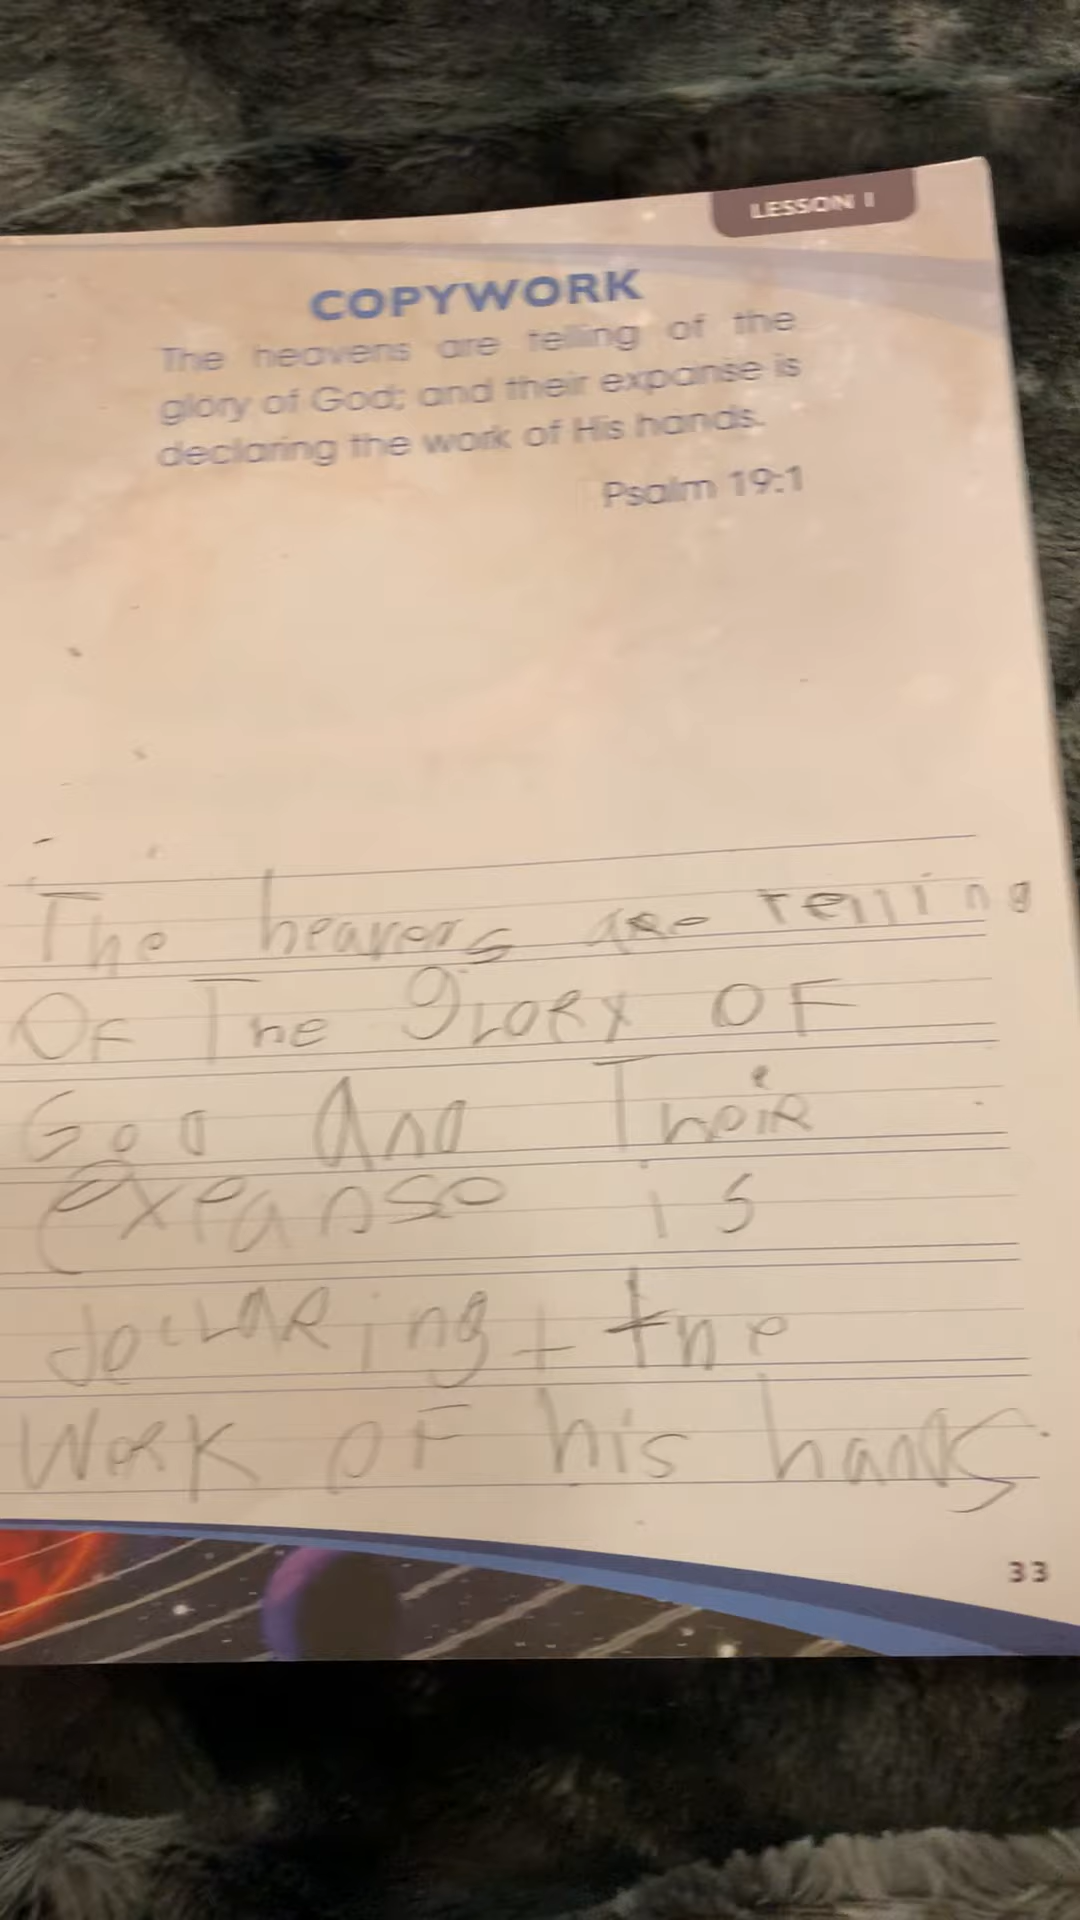 LESSON 1
COPYWORK
The heavens are telling of the
glory of God; and their expanse is
declaring the work of His hands.
Psalm 19:1
The heavens are telling
OF The gLORY OF
God And TheiR
exPanse is
decLARing t the
WoRK OF his hands.
33